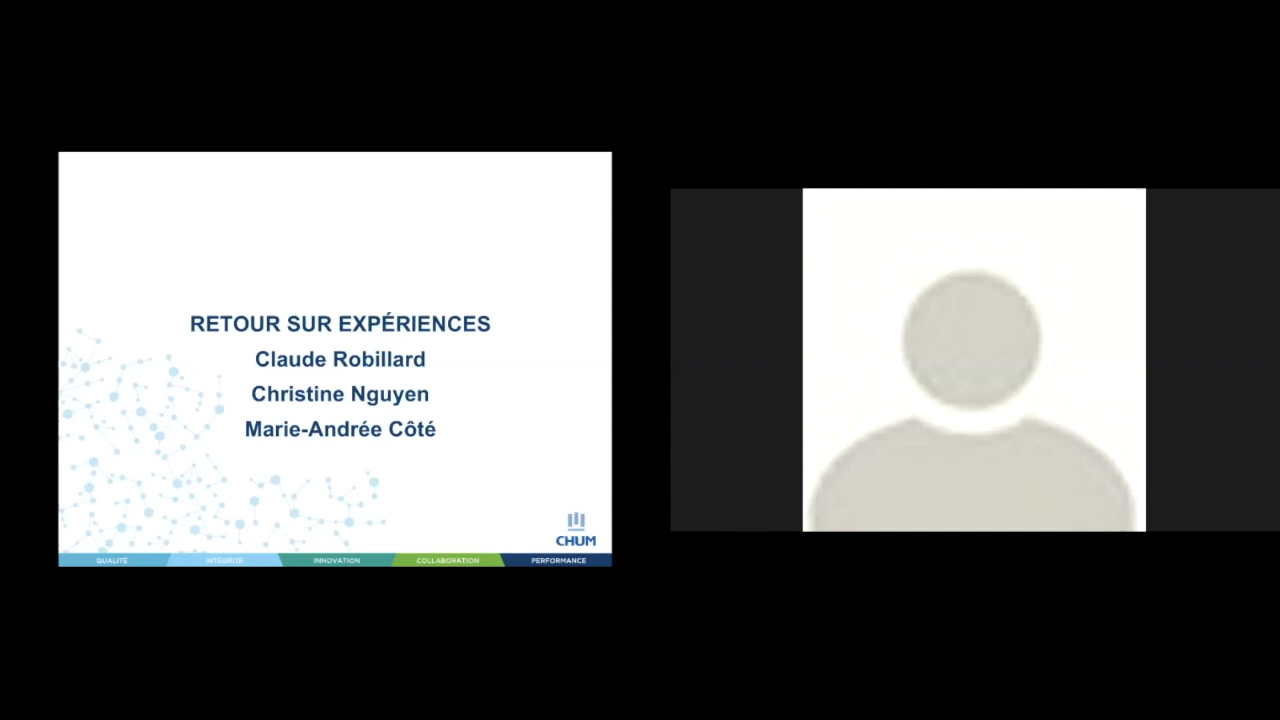 RETOUR SUR EXPÉRIENCES
Claude Robillard
Christine Nguyen
Marie-Andrée Côté
CHUM
QUALITÉ INTÉGRITÉ INNOVATION COLLABORATION PERFORMANCE